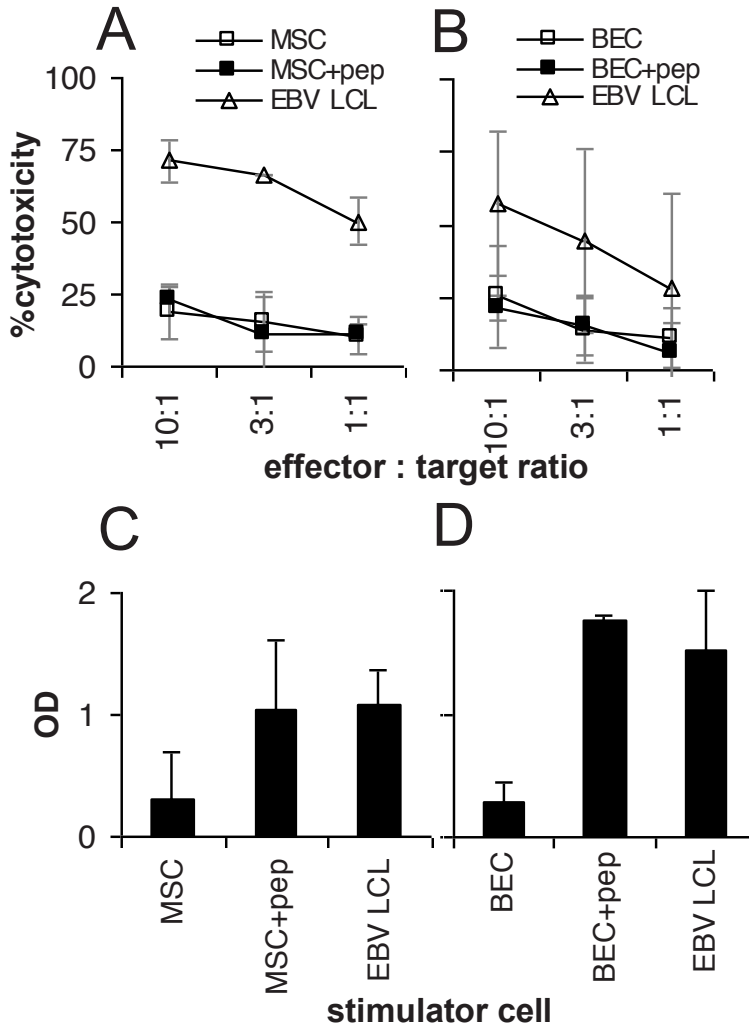 A
MSC
MSC+pep
EBV LCL
B
BEC
BEC+pep
EBV LCL
%cytotoxicity
100
75
50
25
0
10:1
3:1
1:1
10:1
3:1
1:1
effector : target ratio
C
D
OD
2
1
0
MSC
MSC+pep
EBV LCL
BEC
BEC+pep
EBV LCL
stimulator cell